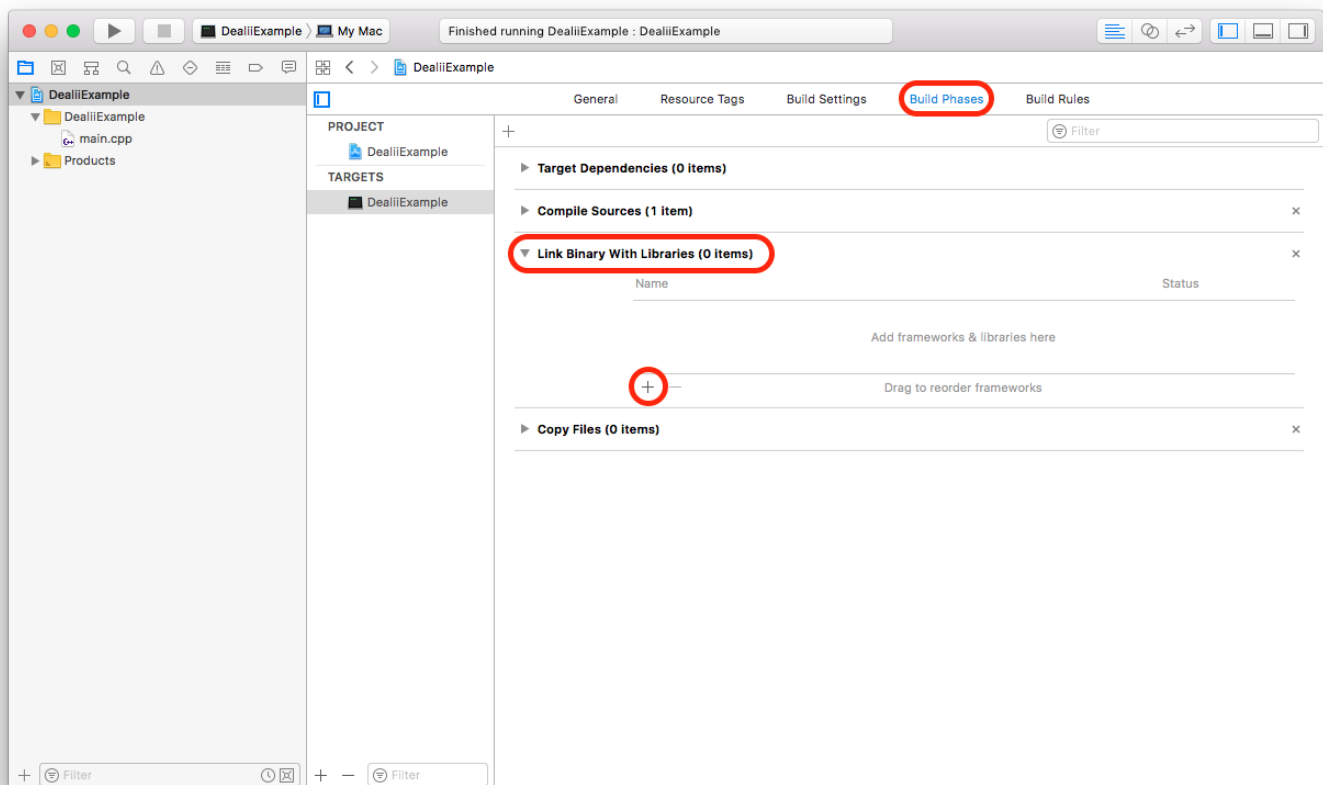 DealiiExample
My Mac
Finished running DealiiExample : DealiiExample
DealiiExample
DealiiExample
General
Resource Tags
Build Settings
Build Phases
Build Rules
DealiiExample
main.cpp
Products
PROJECT
DealiiExample
TARGETS
DealiiExample
Filter
Target Dependencies (0 items)
Compile Sources (1 item)
Link Binary With Libraries (0 items)
Name
Status
Add frameworks & libraries here
Drag to reorder frameworks
Copy Files (0 items)
Filter
Filter